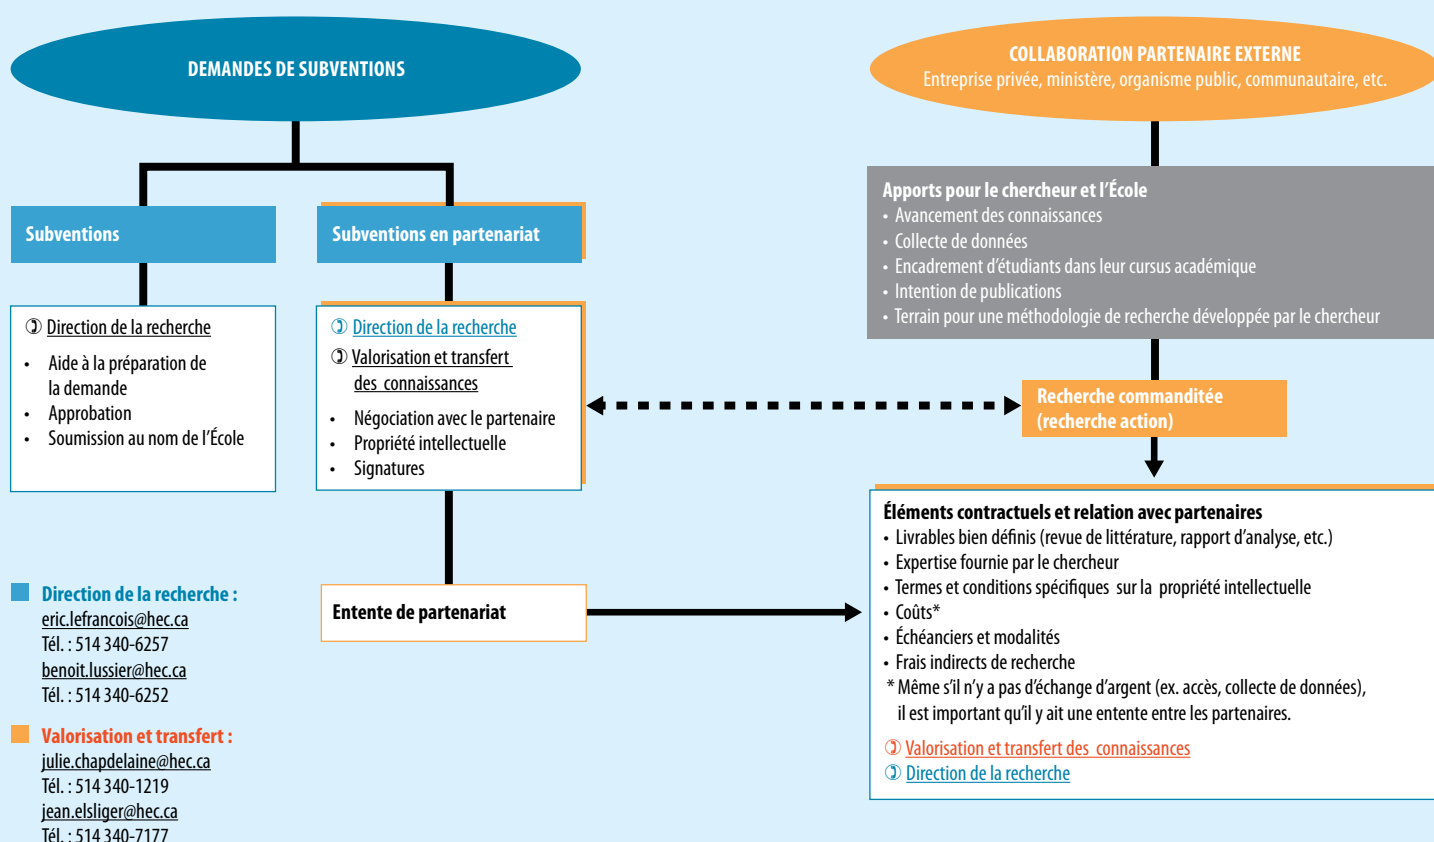 DEMANDES DE SUBVENTIONS
Subventions
Direction de la recherche
• Aide à la préparation de
la demande
• Approbation
• Soumission au nom de l'École
Subventions en partenariat
Direction de la recherche
Valorisation et transfert
des connaissances
• Négociation avec le partenaire
• Propriété intellectuelle
• Signatures
Entente de partenariat
COLLABORATION PARTENAIRE EXTERNE
Entreprise privée, ministère, organisme public, communautaire, etc.
Apports pour le chercheur et l'École
• Avancement des connaissances
• Collecte de données
• Encadrement d'étudiants dans leur cursus académique
• Intention de publications
• Terrain pour une méthodologie de recherche développée par le chercheur
Recherche commanditée
(recherche action)
Éléments contractuels et relation avec partenaires
• Livrables bien définis (revue de littérature, rapport d'analyse, etc.)
• Expertise fournie par le chercheur
• Termes et conditions spécifiques sur la propriété intellectuelle
• Coûts*
• Échéanciers et modalités
• Frais indirects de recherche
* Même s'il n'y a pas d'échange d'argent (ex. accès, collecte de données),
il est important qu'il y ait une entente entre les partenaires.
Valorisation et transfert des connaissances
Direction de la recherche
Direction de la recherche :
eric.lefrancois@hec.ca
Tél. : 514 340-6257
benoit.lussier@hec.ca
Tél. : 514 340-6252
Valorisation et transfert :
julie.chapdelaine@hec.ca
Tél. : 514 340-1219
jean.elsliger@hec.ca
Tél. : 514 340-7177